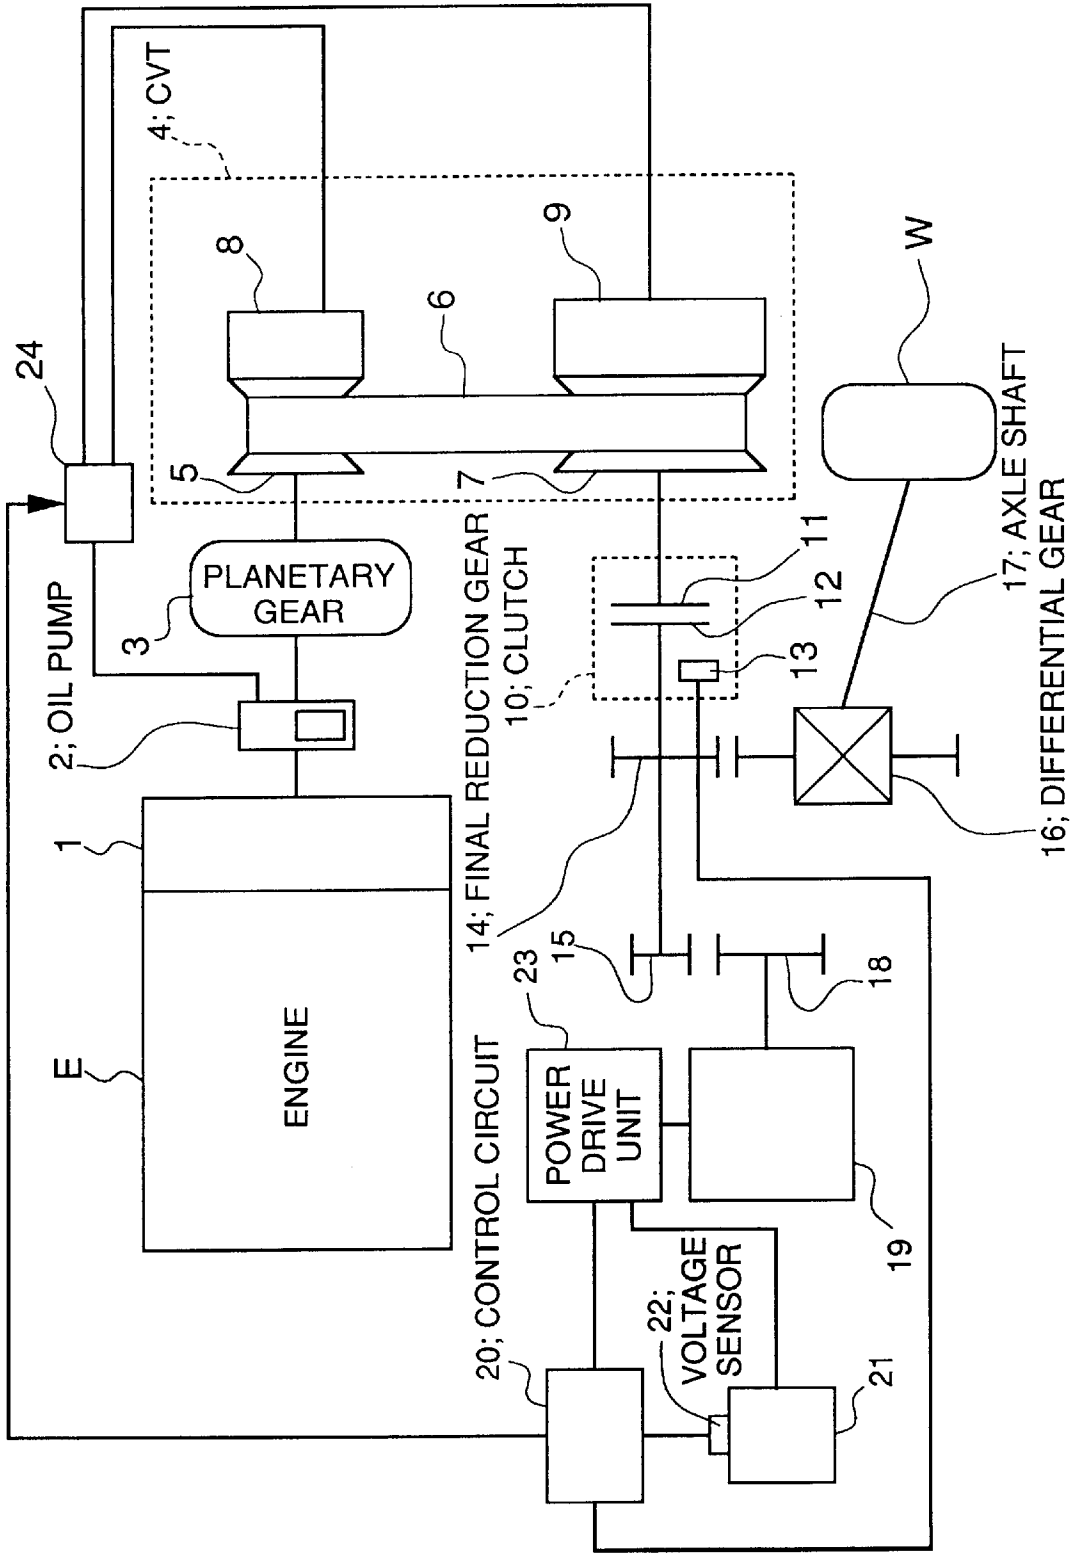 24
4; CVT
8
9
6
5
7
W
2; OIL PUMP
3
PLANETARY
GEAR
1
E
ENGINE
14; FINAL REDUCTION GEAR
10; CLUTCH
11
12
13
17; AXLE SHAFT
16; DIFFERENTIAL GEAR
15
18
23
POWER
DRIVE
UNIT
19
20; CONTROL CIRCUIT
22;
VOLTAGE
SENSOR
21